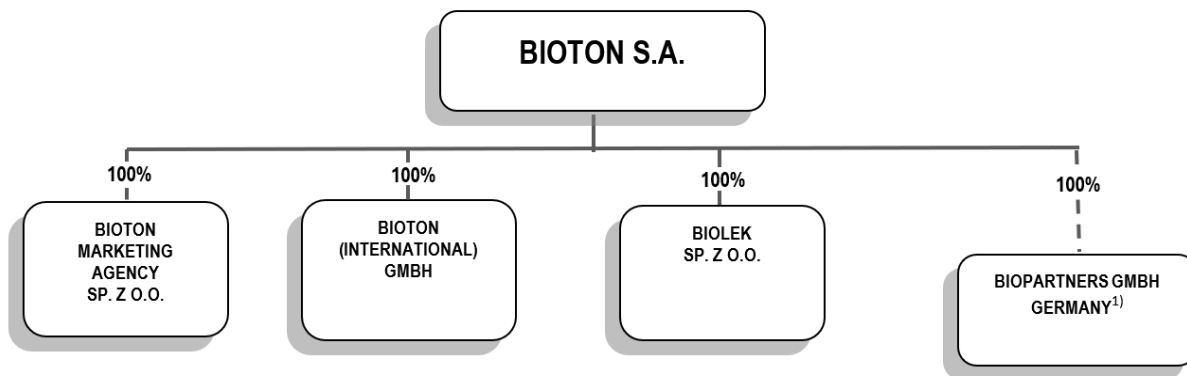 BIOTON S.A.
100%
100%
100%
100%
BIOTON
MARKETING
AGENCY
SP. Z O.O.
BIOTON
(INTERNATIONAL)
GMBH
BIOLEK
SP. Z O.O.
BIOPARTNERS GMBH
GERMANY1)